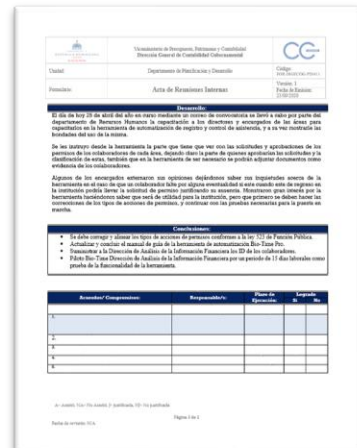 Viceministerio de Presupuesto, Patrimonio y Contabilidad
Dirección General de Contabilidad Gubernamental
Unidad:
Departamento de Planificación y Desarrollo
Código:
Versión: 1
Formulario:
Acta de Reuniones Internas
Fecha de Emisión:
Desarrollo:
El día de hoy 28 de abril del año en curso mediante un correo de convocatoria se llevó a cabo por parte del
departamento de Recursos Humanos la capacitación a los directores y encargados de las áreas para
capacitarlos en la herramienta de automatización de registro y control de asistencia, y a su vez mostrarle las
bondades del uso de la misma.
Se les instruyó desde la herramienta la parte que tiene que ver con las solicitudes y aprobaciones de los
permisos de los colaboradores de cada área, dejando claro la parte de quienes aprobarían las solicitudes y la
clasificación de estas, también que en la herramienta de ser necesario se podrán adjuntar documentos como
evidencia de los colaboradores.
Algunos de los encargados externaron sus opiniones dejándonos saber sus inquietudes acerca de la
herramienta en el caso de que un colaborador falte por alguna eventualidad si este cuando este de regreso en
la institución podría llevar la solicitud de permiso justificando su ausencia. Mostraron gran interés por la
herramienta haciéndonos saber que será de utilidad para la institución, pero que primero se deben hacer las
correcciones de los tipos de acciones de permisos, y continuar con las pruebas necesarias para la puesta en
marcha.
Conclusiones:
• Se debe corregir y alinear los tipos de acciones de permisos conforme a la ley 523 de Función Pública.
• Actualizar y concluir el manual de guía de la herramienta de automatización Bio-Time Pro.
• Suministrar a la Dirección de Análisis de la Información Financiera los ID de los colaboradores.
• Piloto Bio-Time Dirección de Análisis de la Información Financiera por un periodo de 15 días laborales como
prueba de la funcionalidad de la herramienta.
Acuerdos/ Compromisos:
Responsable/s:
Plazo de
Ejecución:
Logrado
Si
No
1.
2.
3.
4.
5.
Página 2 de 2